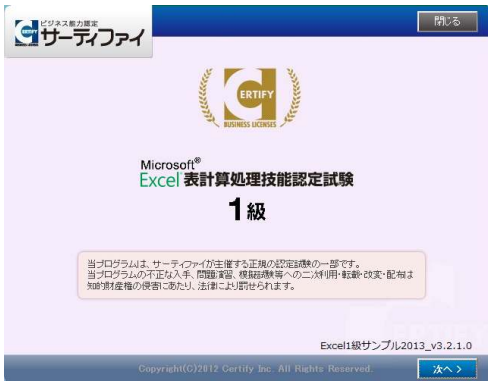 ビジネス能力認定
サーティファイ
閉じる
CERTIFY
BUSINESS LICENSES
Microsoft®
Excel®表計算処理技能認定試験
1級
当プログラムは、サーティファイが主催する正規の認定試験の一部です。
当プログラムの不正な入手、問題演習、模擬試験等への二次利用・転載・改変・配布は
知的財産権の侵害にあたり、法律により罰せられます。
Excel1級サンプル2013_v3.2.1.0
Copyright(C)2012 Certify Inc. All Rights Reserved.
次へ >